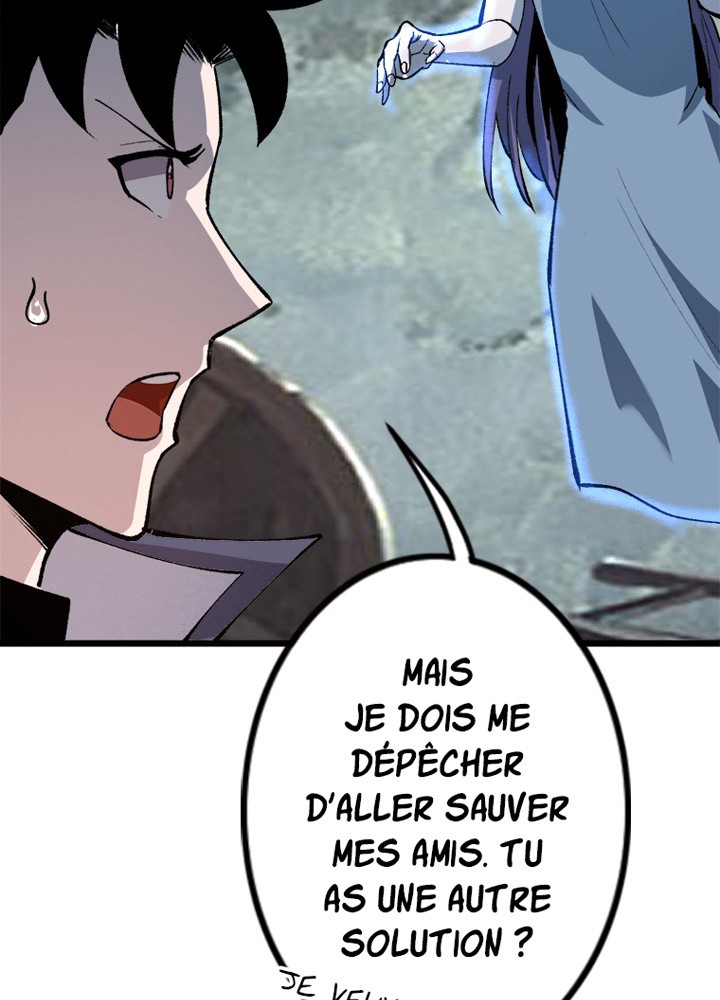 MAIS
JE DOIS ME
DÉPÊCHER
D'ALLER SAUVER
MES AMIS. TU
AS UNE AUTRE
SOLUTION ?
JE